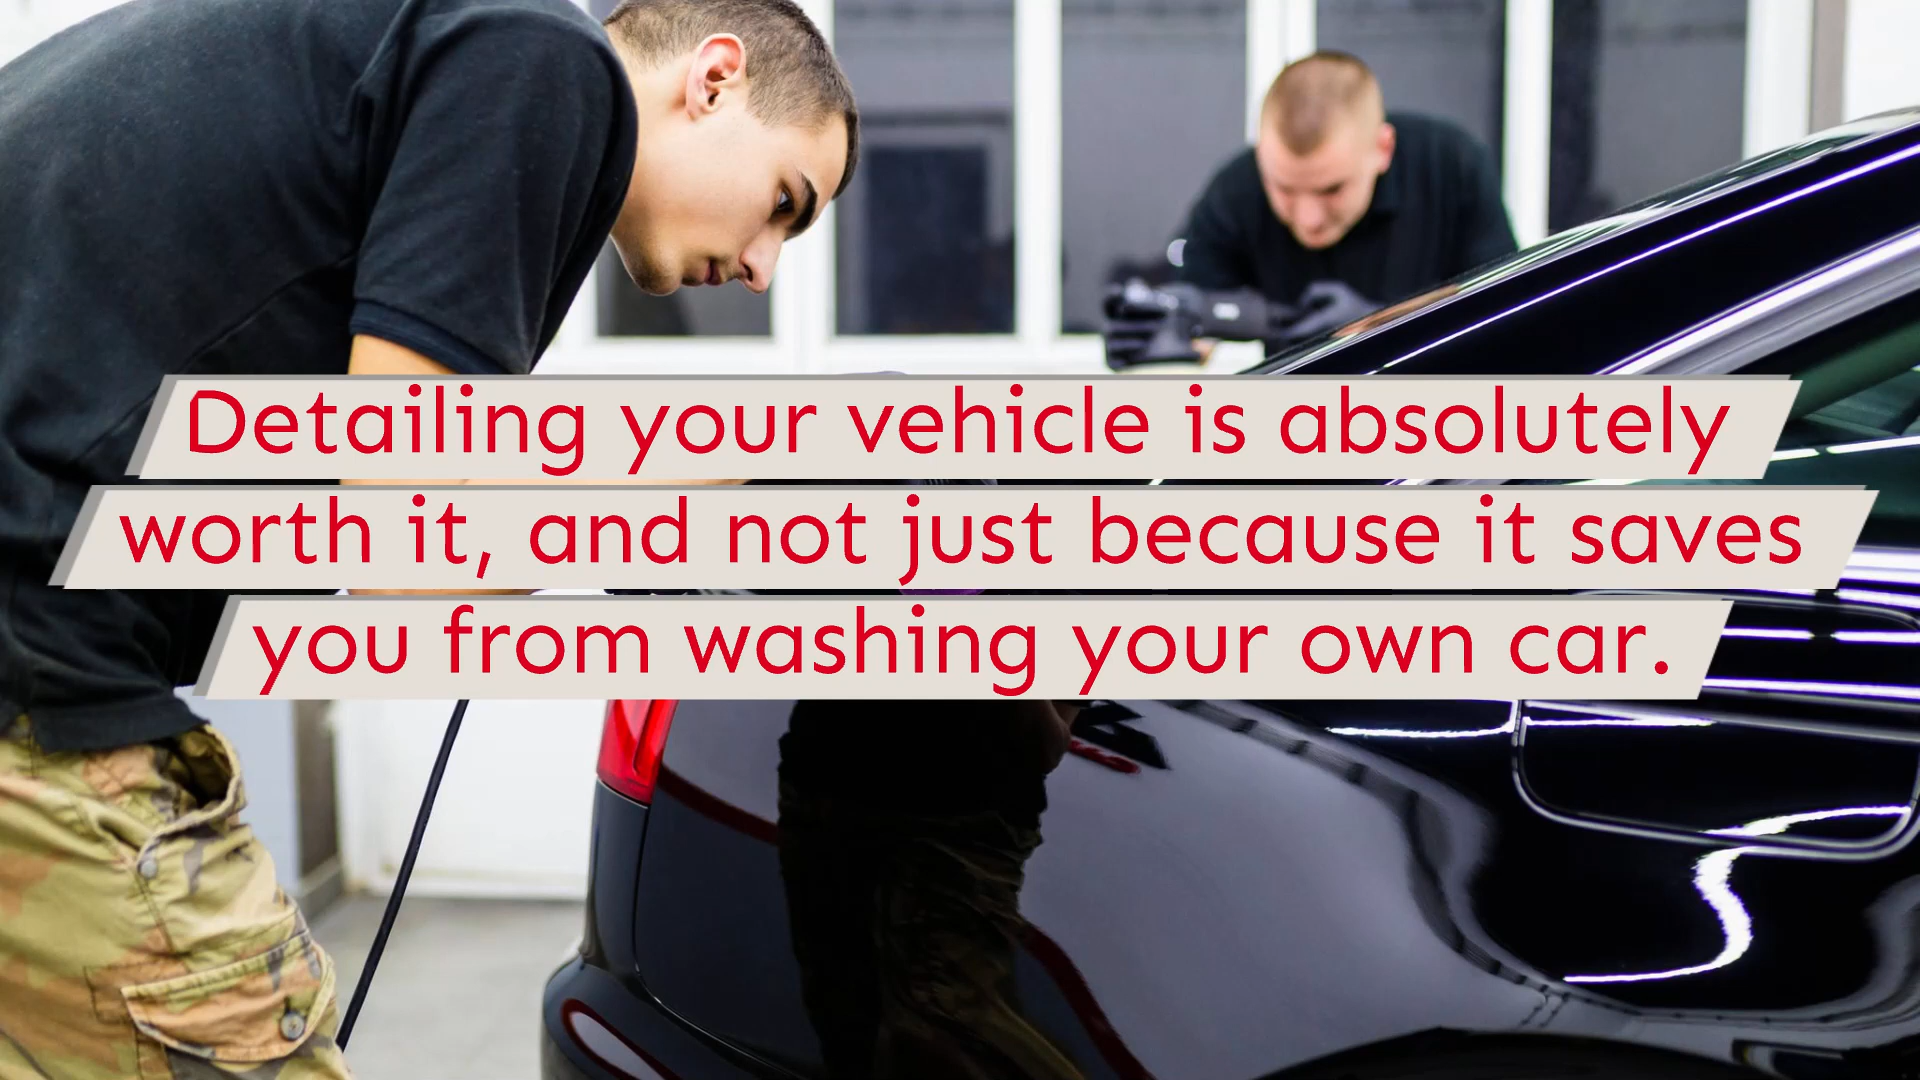 Detailing your vehicle is absolutely
worth it, and not just because it saves
you from washing your own car.